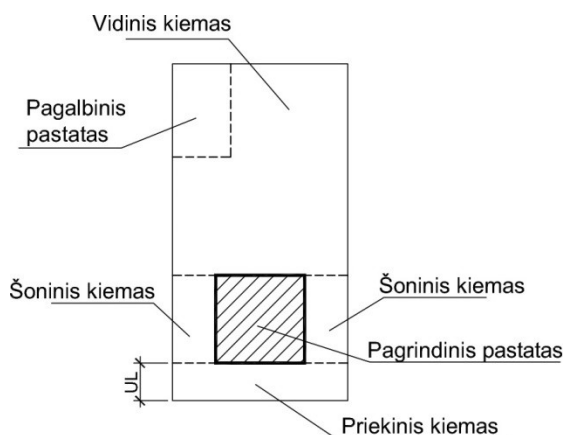 Vidinis kiemas
Pagalbinis
pastatas
Šoninis kiemas
Šoninis kiemas
Pagrindinis pastatas
UL
Priekinis kiemas